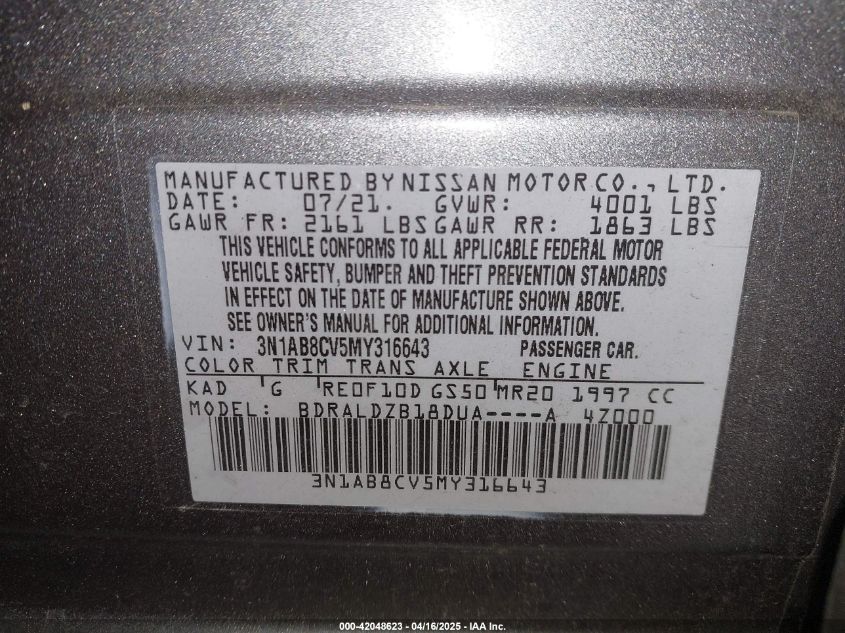 MANUFACTURED BY NISSAN MOTOR CO., LTD.
DATE: 07/21. GVWR: 4001 LBS
GAWR FR: 2161 LBS GAWR RR: 1863 LBS
THIS VEHICLE CONFORMS TO ALL APPLICABLE FEDERAL MOTOR
VEHICLE SAFETY, BUMPER AND THEFT PREVENTION STANDARDS
IN EFFECT ON THE DATE OF MANUFACTURE SHOWN ABOVE.
SEE OWNER'S MANUAL FOR ADDITIONAL INFORMATION.
VIN: 3N1AB8CV5MY316643 PASSENGER CAR.
COLOR TRIM TRANS AXLE ENGINE
KAD G RE0F10D GS50 MR20 1997 CC
MODEL: BDRALDZB18DUA----A 4Z000
3N1AB8CV5MY316643
000-42048623 - 04/16/2025 - IAA Inc.